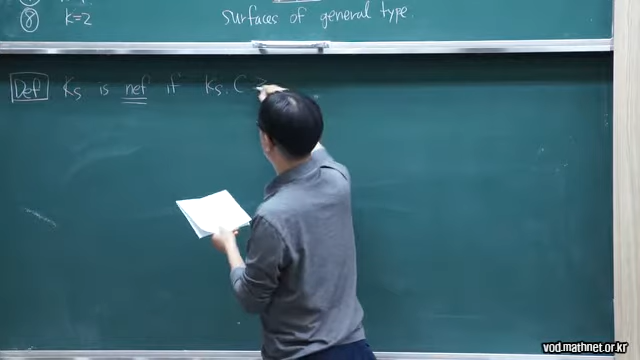 ⑧ k=2
surfaces of general type
Def K_S is nef if K_S . C ≥
vod.mathnet.or.kr